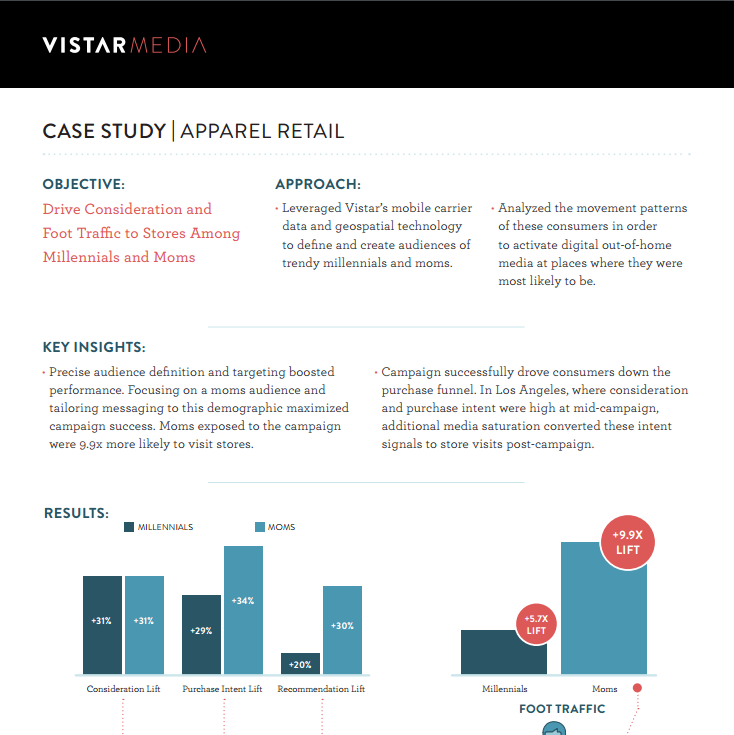 VISTAR MEDIA
CASE STUDY | APPAREL RETAIL
OBJECTIVE:
Drive Consideration and
Foot Traffic to Stores Among
Millennials and Moms
APPROACH:
• Leveraged Vistar's mobile carrier
data and geospatial technology
to define and create audiences of
trendy millennials and moms.
• Analyzed the movement patterns
of these consumers in order
to activate digital out-of-home
media at places where they were
most likely to be.
KEY INSIGHTS:
• Precise audience definition and targeting boosted
performance. Focusing on a moms audience and
tailoring messaging to this demographic maximized
campaign success. Moms exposed to the campaign
were 9.9x more likely to visit stores.
• Campaign successfully drove consumers down the
purchase funnel. In Los Angeles, where consideration
and purchase intent were high at mid-campaign,
additional media saturation converted these intent
signals to store visits post-campaign.
RESULTS:
MILLENNIALS
MOMS
+31%
+31%
+29%
+34%
+20%
+30%
Consideration Lift
Purchase Intent Lift
Recommendation Lift
+5.7X
LIFT
+9.9X
LIFT
Millennials
Moms
FOOT TRAFFIC